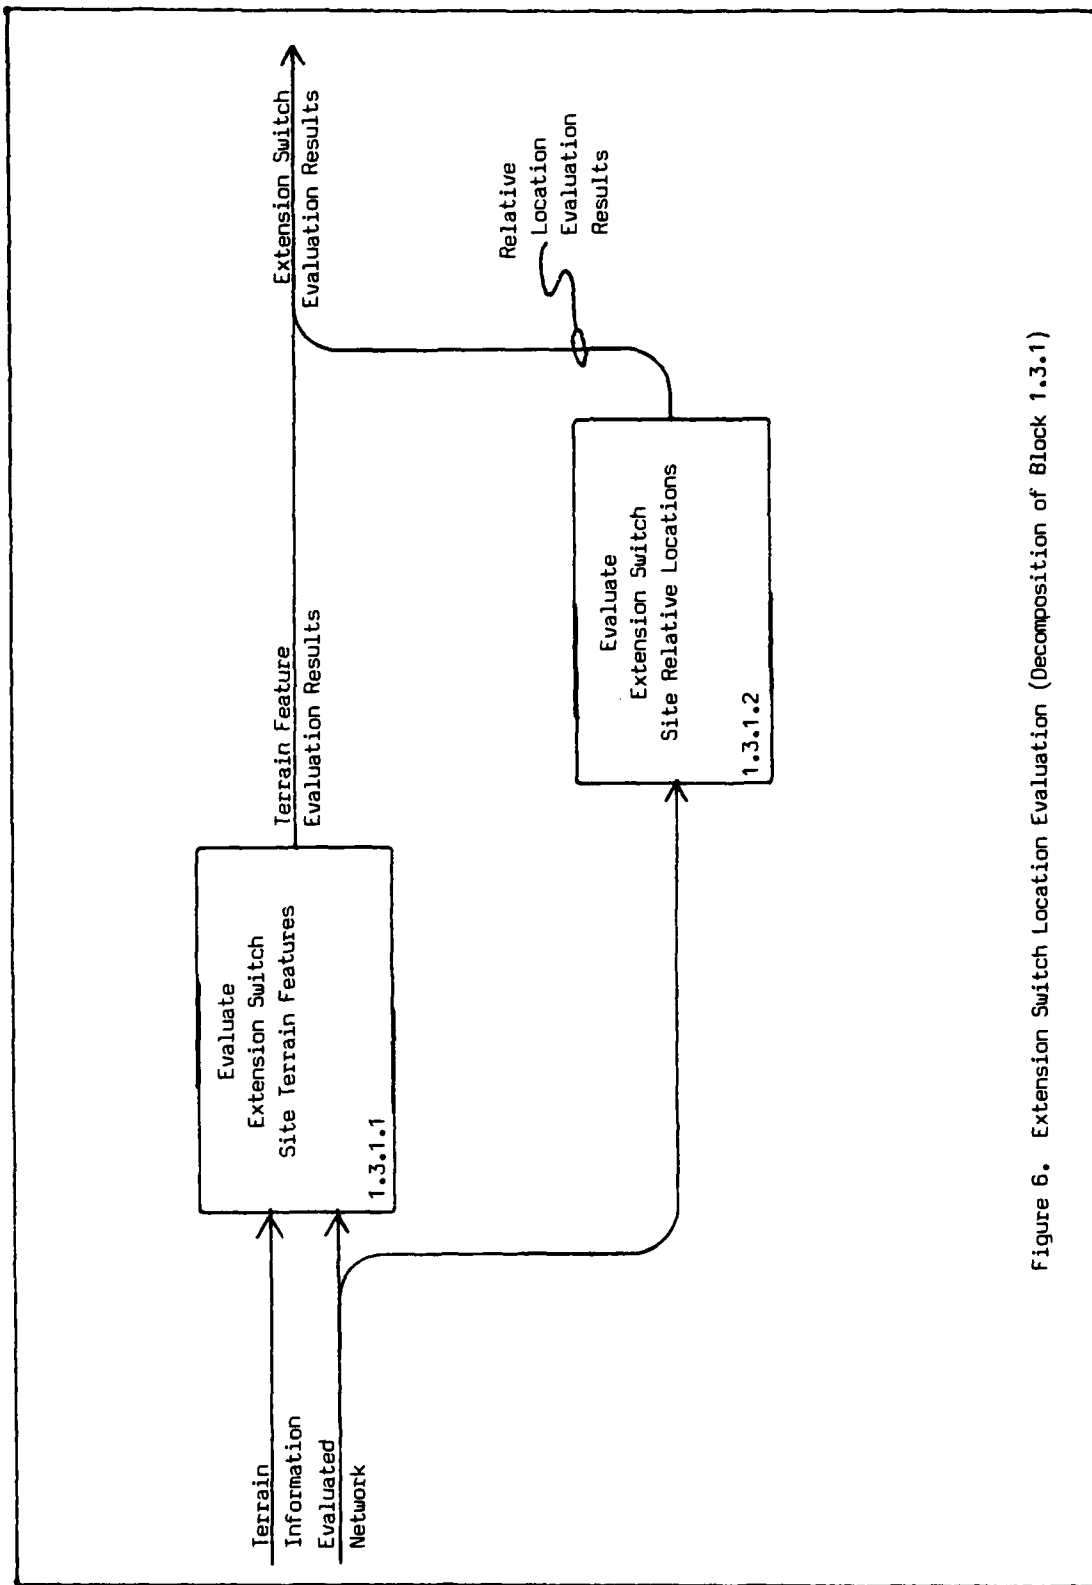 Terrain
Information
Evaluated
Network
Evaluate
Extension Switch
Site Terrain Features
1.3.1.1
Terrain Feature
Evaluation Results
Extension Switch
Evaluation Results
Evaluate
Extension Switch
Site Relative Locations
1.3.1.2
Relative
Location
Evaluation
Results
Figure 6. Extension Switch Location Evaluation (Decomposition of Block 1.3.1)